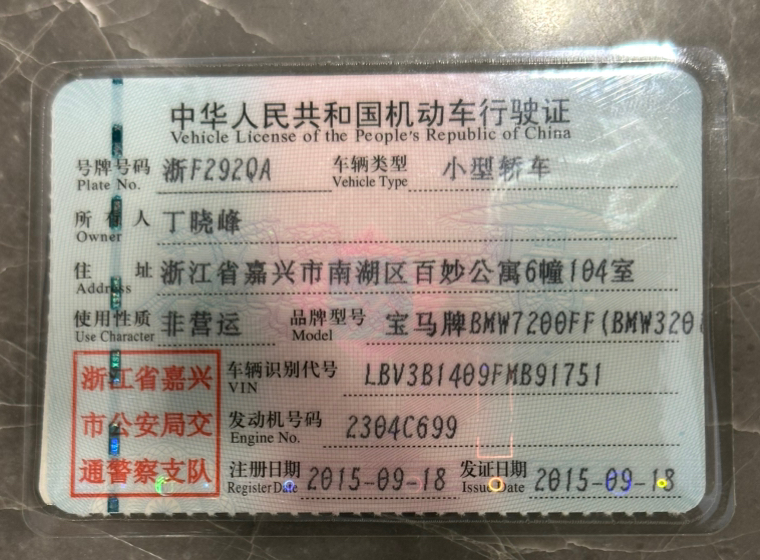 中华人民共和国机动车行驶证
Vehicle License of the People's Republic of China
号牌号码 浙F292QA 车辆类型 小型轿车
Plate No. Vehicle Type
所有人 丁晓峰
Owner
住址 浙江省嘉兴市南湖区百妙公寓6幢104室
Address
使用性质 非营运 品牌型号 宝马牌BMW7200FF(BMW320
Use Character Model
浙江省嘉兴 车辆识别代号 LBV3B1409FMB91751
VIN
市公安局交 发动机号码 2304C699
Engine No.
通警察支队 注册日期 2015-09-18 发证日期 2015-09-18
Register Date Issue Date